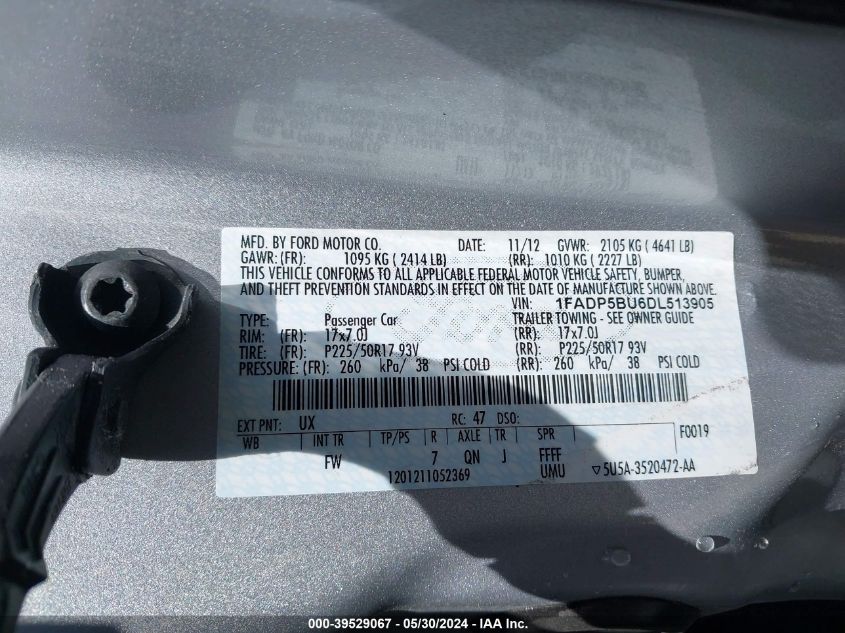 MFD. BY FORD MOTOR CO. DATE: 11/12 GVWR: 2105 KG ( 4641 LB)
GAWR: (FR): 1095 KG ( 2414 LB) (RR): 1010 KG ( 2227 LB)
THIS VEHICLE CONFORMS TO ALL APPLICABLE FEDERAL MOTOR VEHICLE SAFETY, BUMPER,
AND THEFT PREVENTION STANDARDS IN EFFECT ON THE DATE OF MANUFACTURE SHOWN ABOVE.
VIN: 1FADP5BU6DL513905
TYPE: Passenger Car TRAILER TOWING - SEE OWNER GUIDE
RIM: (FR): 17x7.0J (RR): 17x7.0J
TIRE: (FR): P225/50R17 93V (RR): P225/50R17 93V
PRESSURE: (FR): 260 kPa/ 38 PSI COLD (RR): 260 kPa/ 38 PSI COLD
EXT PNT: UX RC: 47 DSO:
WB INT TR TP/PS R AXLE TR SPR F0019
FW 7 QN J FFFF
1201211052369 UMU ▽5U5A-3520472-AA
000-39529067 - 05/30/2024 - IAA Inc.